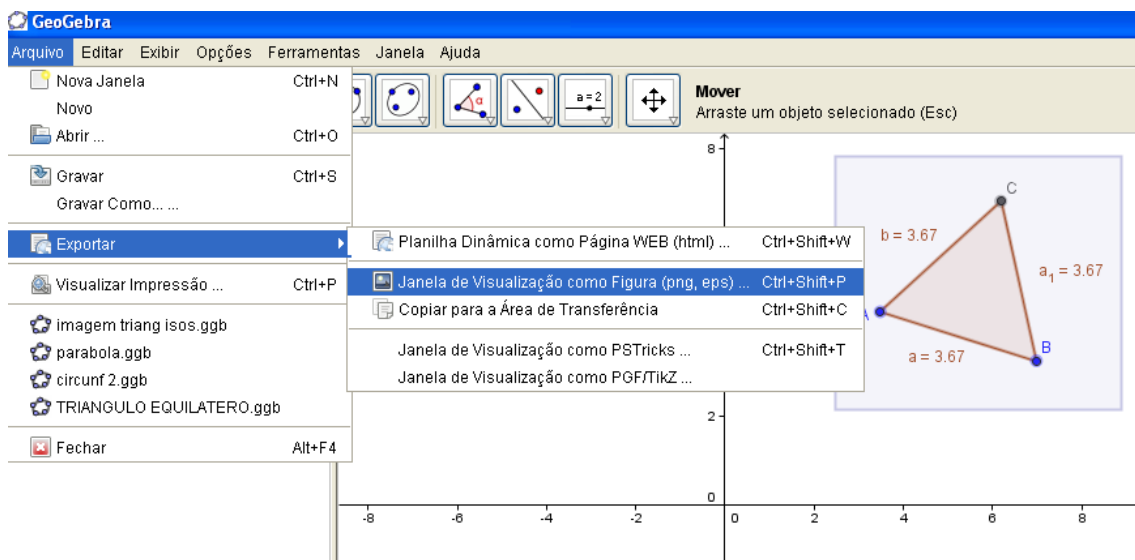 GeoGebra
Arquivo Editar Exibir Opções Ferramentas Janela Ajuda
Nova Janela Ctrl+N
Novo
Abrir ... Ctrl+O
Gravar Ctrl+S
Gravar Como... ...
Exportar
Visualizar Impressão ... Ctrl+P
imagem triang isos.ggb
parabola.ggb
circunf 2.ggb
TRIANGULO EQUILATERO.ggb
Fechar Alt+F4
Planilha Dinâmica como Página WEB (html) ... Ctrl+Shift+W
Janela de Visualização como Figura (png, eps) ... Ctrl+Shift+P
Copiar para a Área de Transferência Ctrl+Shift+C
Janela de Visualização como PSTricks ... Ctrl+Shift+T
Janela de Visualização como PGF/TikZ ...
α
a = 2
Mover
Arraste um objeto selecionado (Esc)
8
C
b = 3.67
a₁ = 3.67
A
B
a = 3.67
2
0
-8 -6 -4 -2 0 2 4 6 8